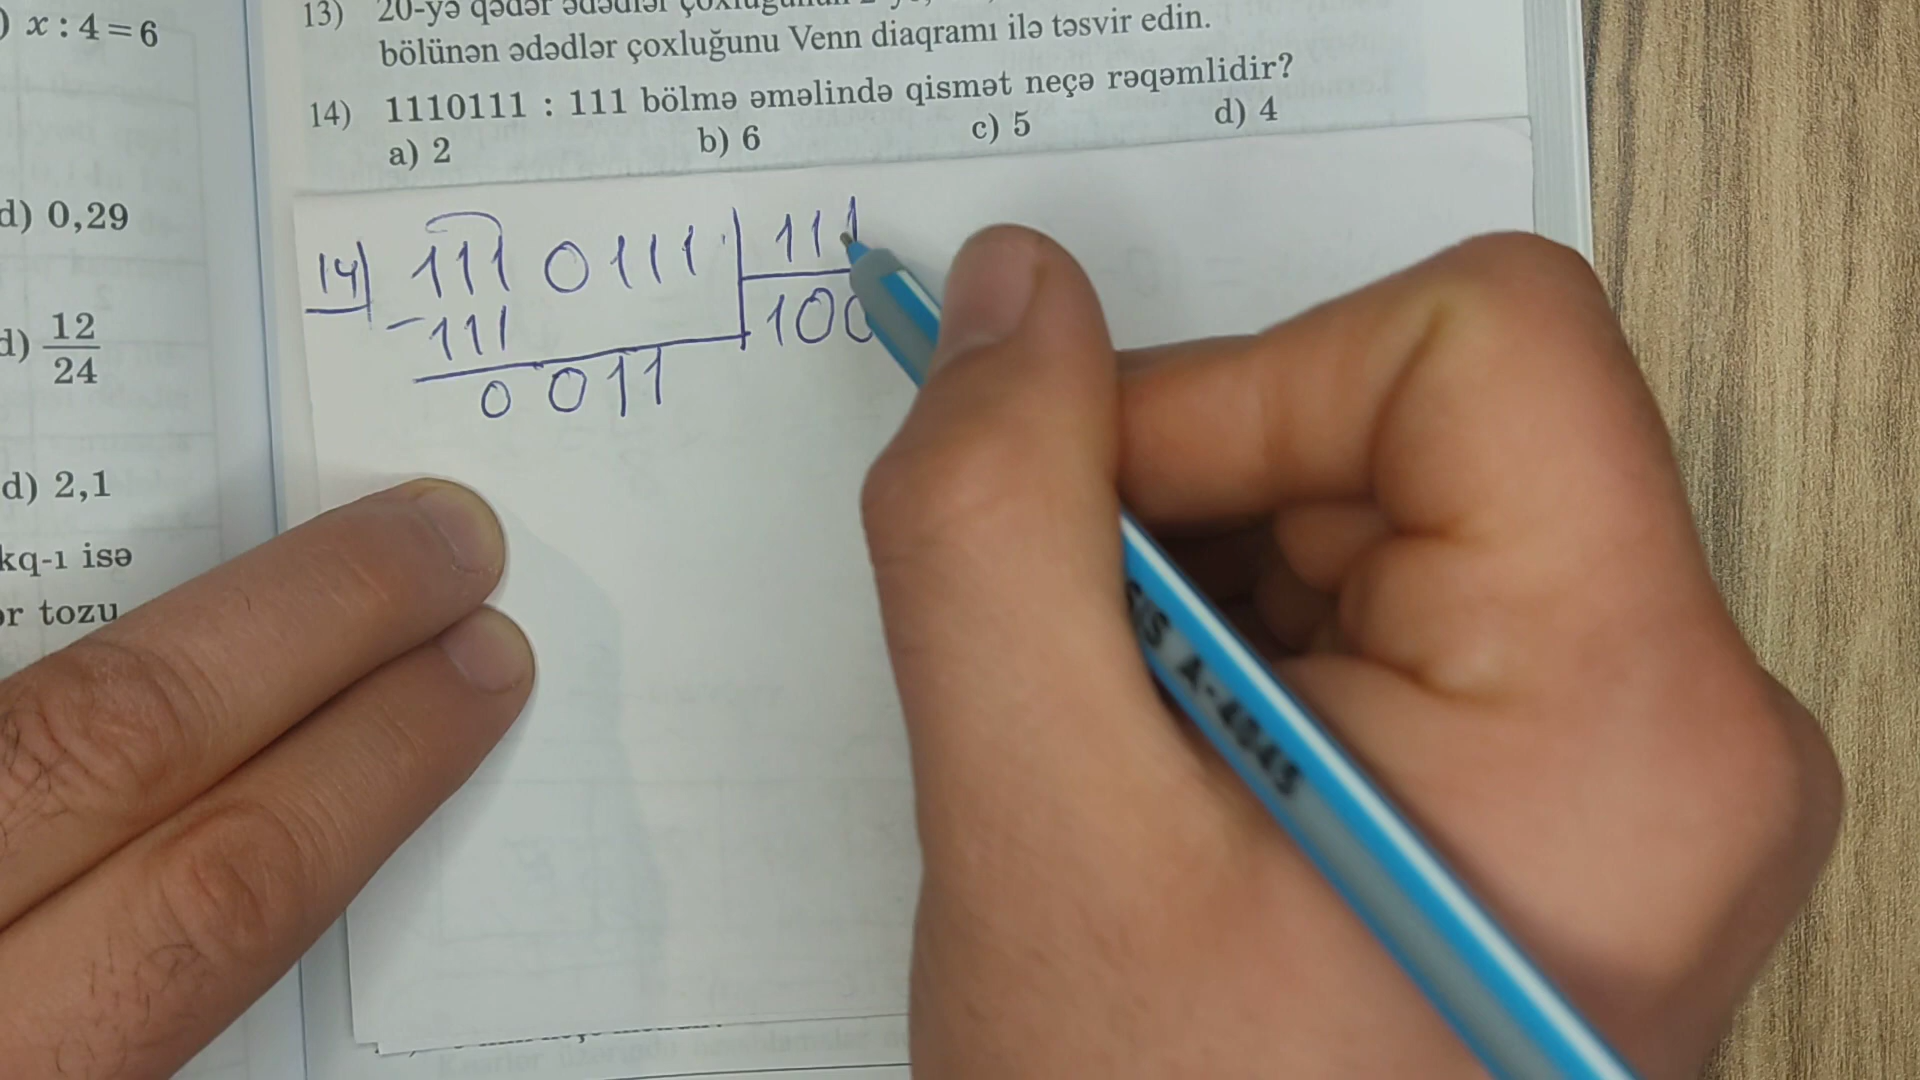 ) x : 4 = 6
d) 0,29
d) 12/24
d) 2,1
kq-ı isə
ər tozu
13) 20-yə qədər ədədlər
bölünən ədədlər çoxluğunu Venn diaqramı ilə təsvir edin.
14) 1110111 : 111 bölmə əməlində qismət neçə rəqəmlidir?
a) 2 b) 6 c) 5 d) 4
14) 1110111 111
-111 100
0011
A-4045